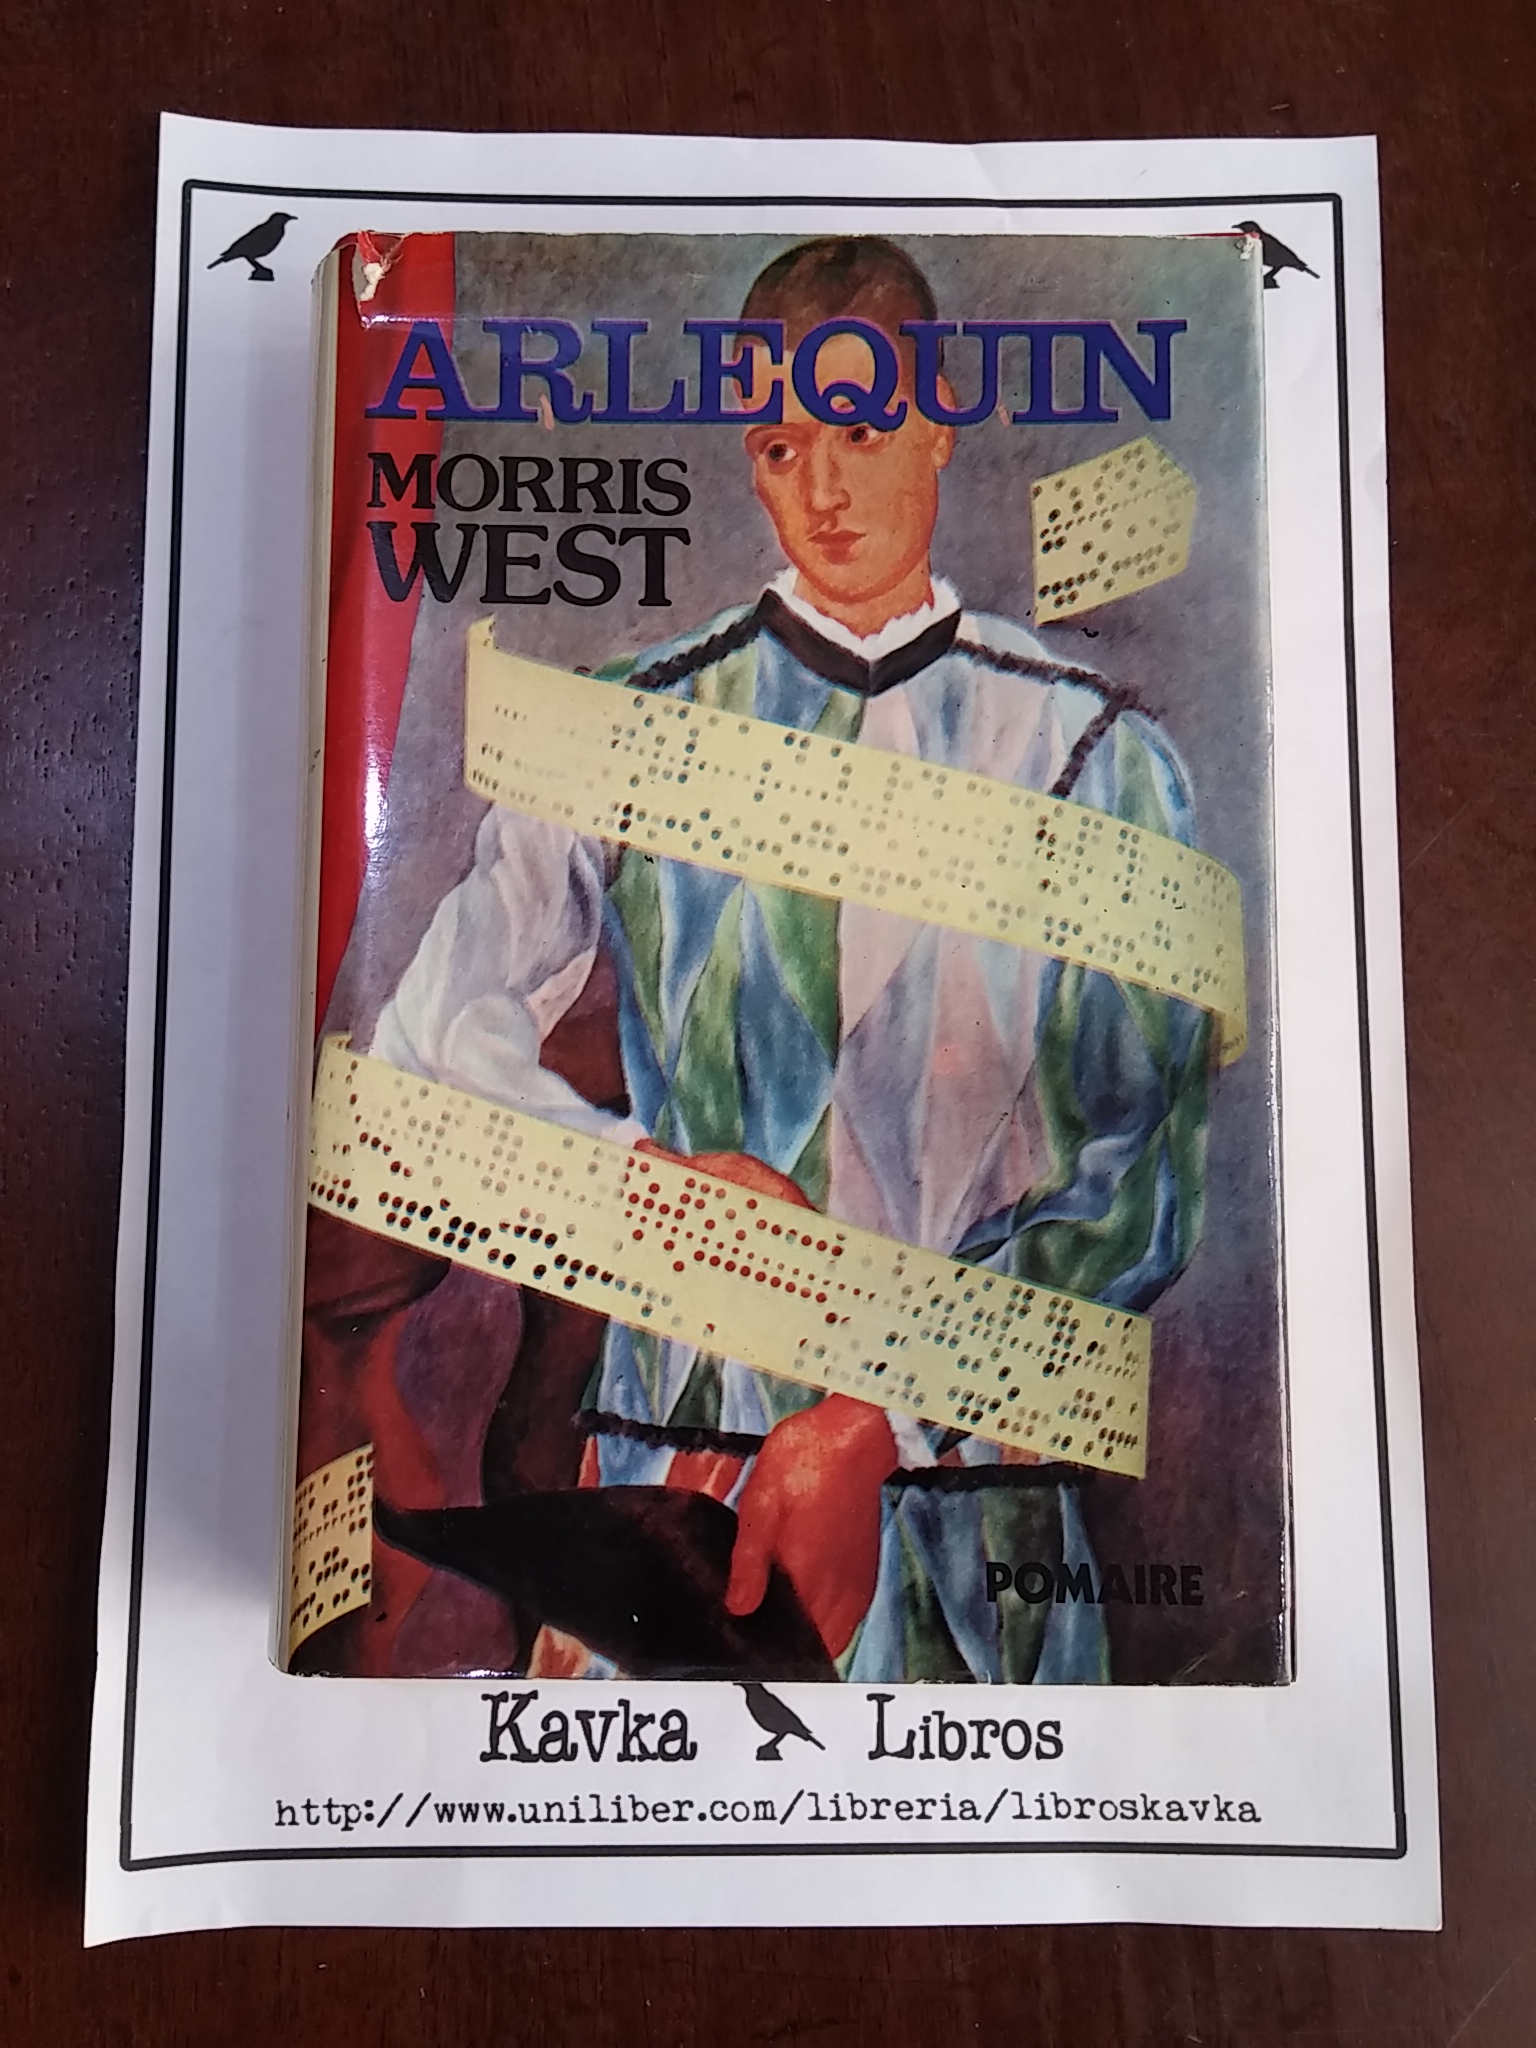 ARLEQUIN
MORRIS
WEST
POMAIRE
Kavka Libros
http://www.uniliber.com/libreria/libroskavka